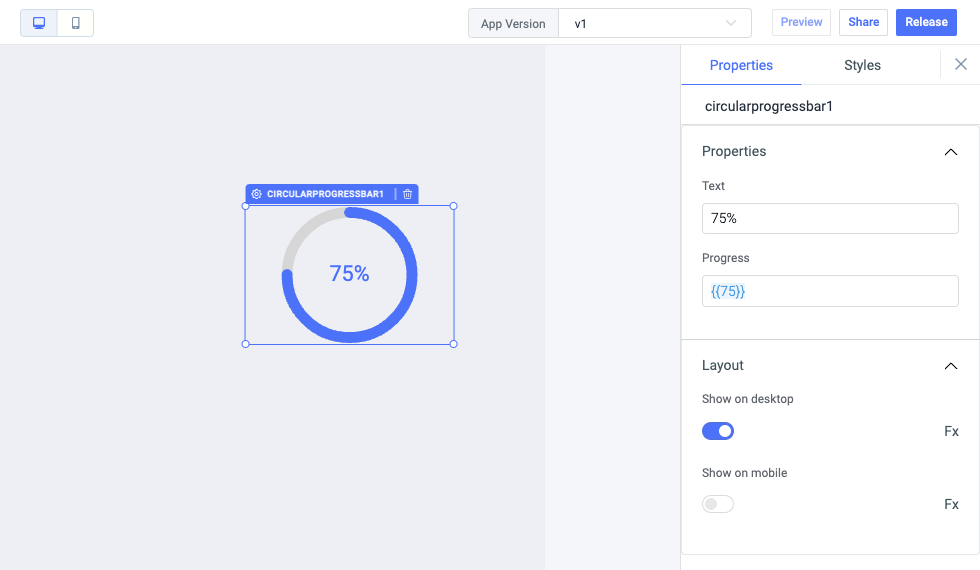 App Version
v1
Preview
Share
Release
Properties
Styles
circularprogressbar1
Properties
Text
75%
Progress
{{75}}
Layout
Show on desktop
Fx
Show on mobile
Fx
CIRCULARPROGRESSBAR1
75%